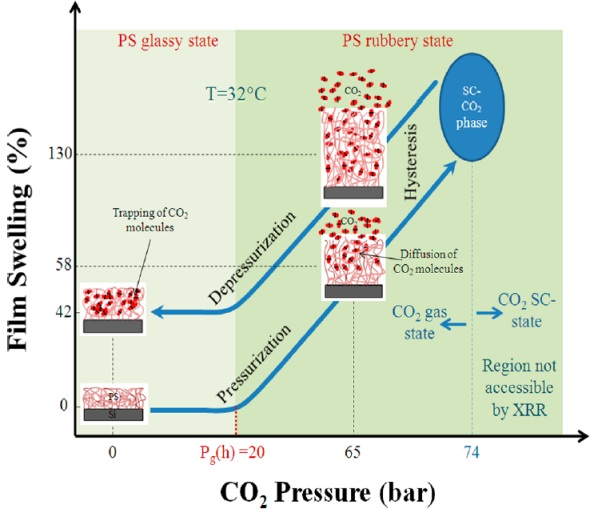 PS glassy state
PS rubbery state
T=32°C
CO2
SC-
CO2
phase
130
Hysteresis
Trapping of CO2
molecules
Depressurization
CO2
Diffusion of
CO2 molecules
58
42
CO2 gas
state
CO2 SC-
state
Pressurization
Region not
accessible
by XRR
PS
Si
0
Film Swelling (%)
0
Pg(h) =20
65
74
CO2 Pressure (bar)